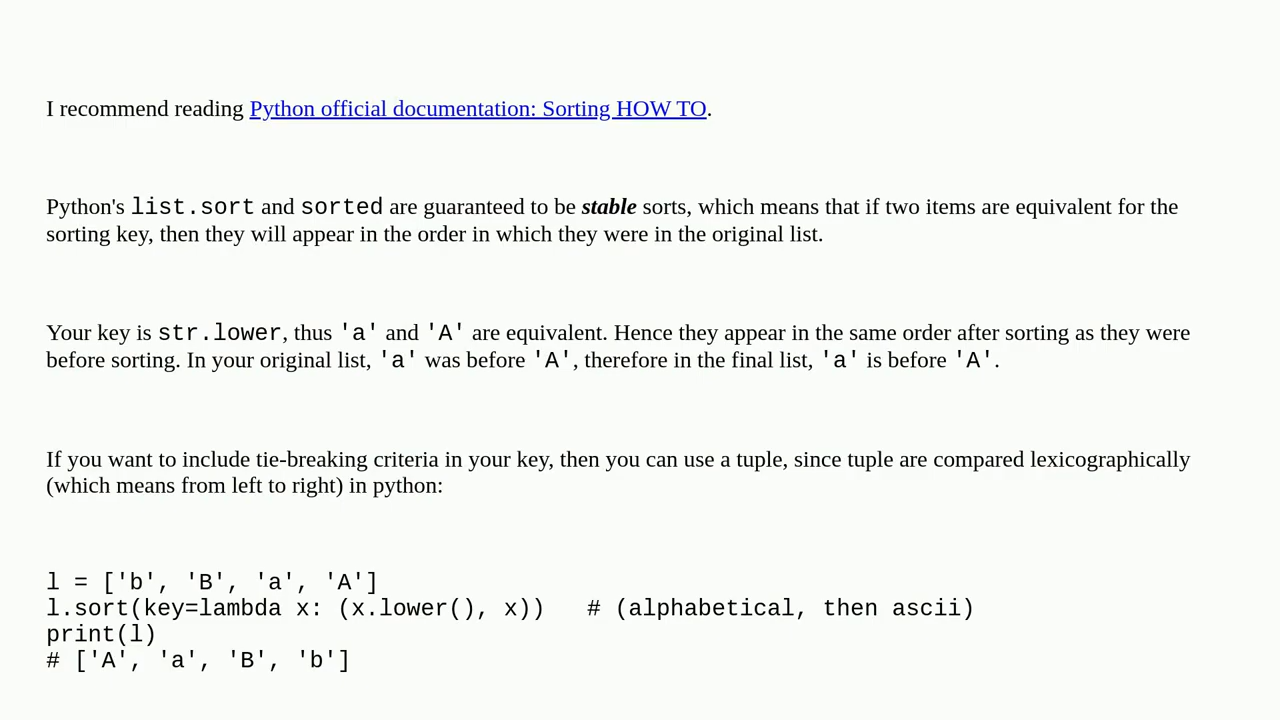 I recommend reading Python official documentation: Sorting HOW TO.
Python's list.sort and sorted are guaranteed to be stable sorts, which means that if two items are equivalent for the
sorting key, then they will appear in the order in which they were in the original list.
Your key is str.lower, thus 'a' and 'A' are equivalent. Hence they appear in the same order after sorting as they were
before sorting. In your original list, 'a' was before 'A', therefore in the final list, 'a' is before 'A'.
If you want to include tie-breaking criteria in your key, then you can use a tuple, since tuple are compared lexicographically
(which means from left to right) in python:
l = ['b', 'B', 'a', 'A']
l.sort(key=lambda x: (x.lower(), x))   # (alphabetical, then ascii)
print(l)
# ['A', 'a', 'B', 'b']